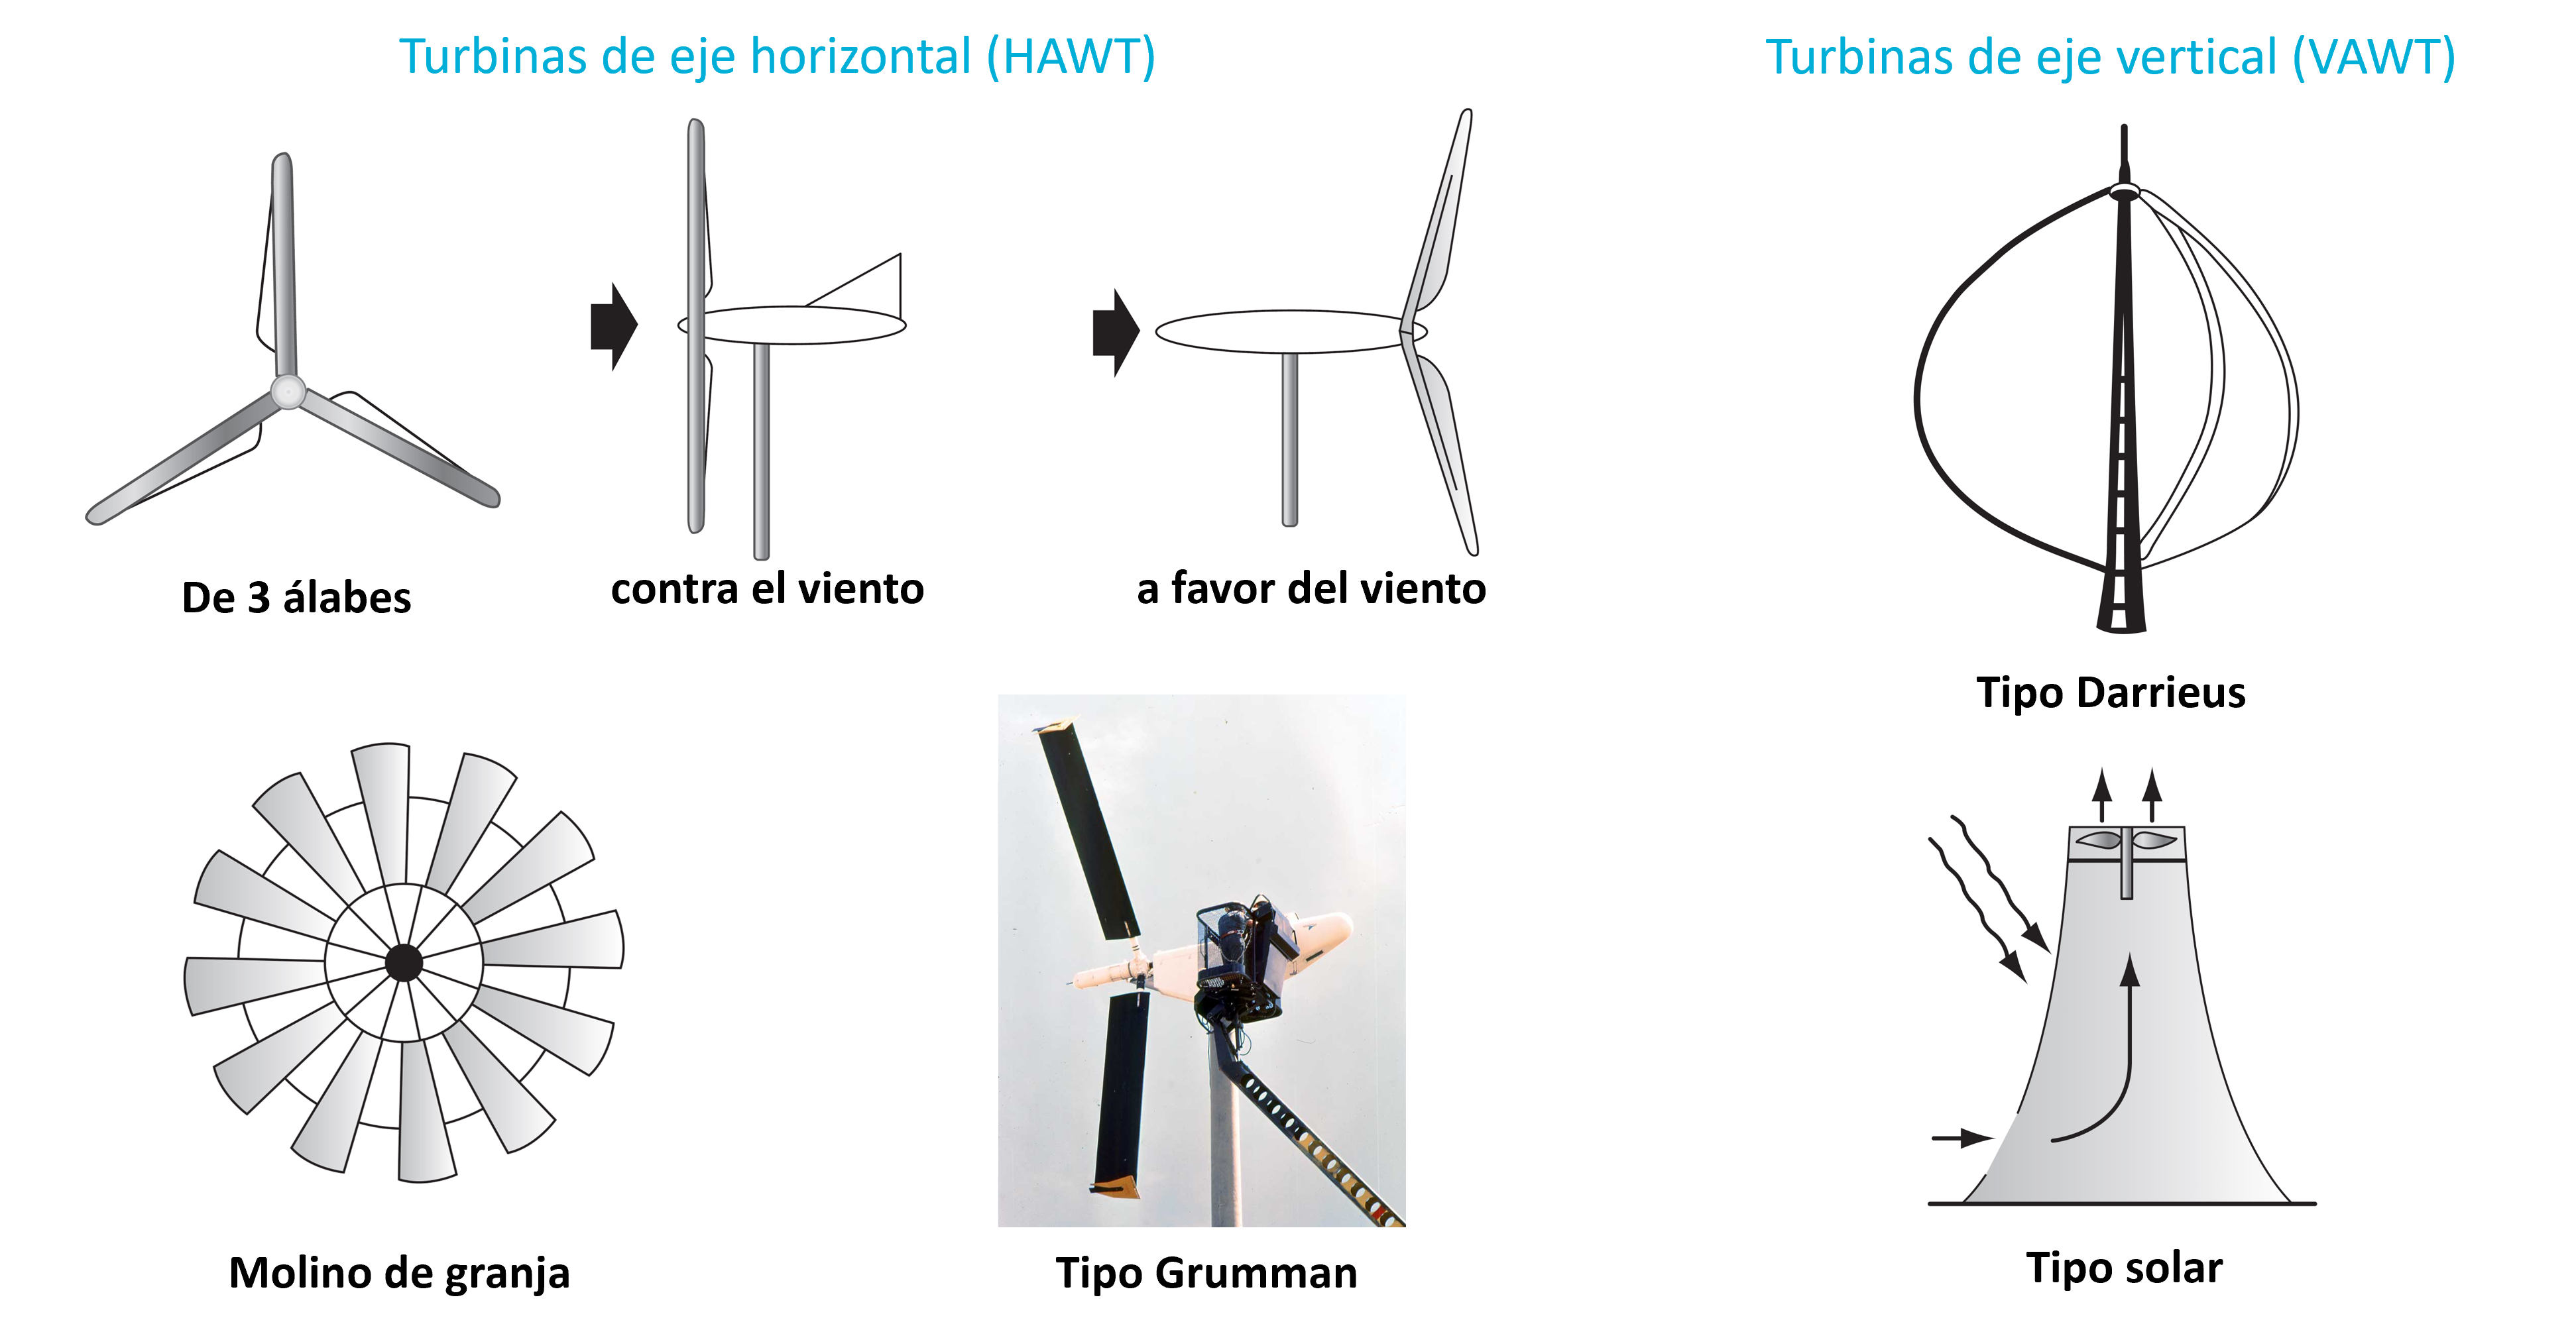 Turbinas de eje horizontal (HAWT)
Turbinas de eje vertical (VAWT)
De 3 álabes
contra el viento
a favor del viento
Tipo Darrieus
Molino de granja
Tipo Grumman
Tipo solar